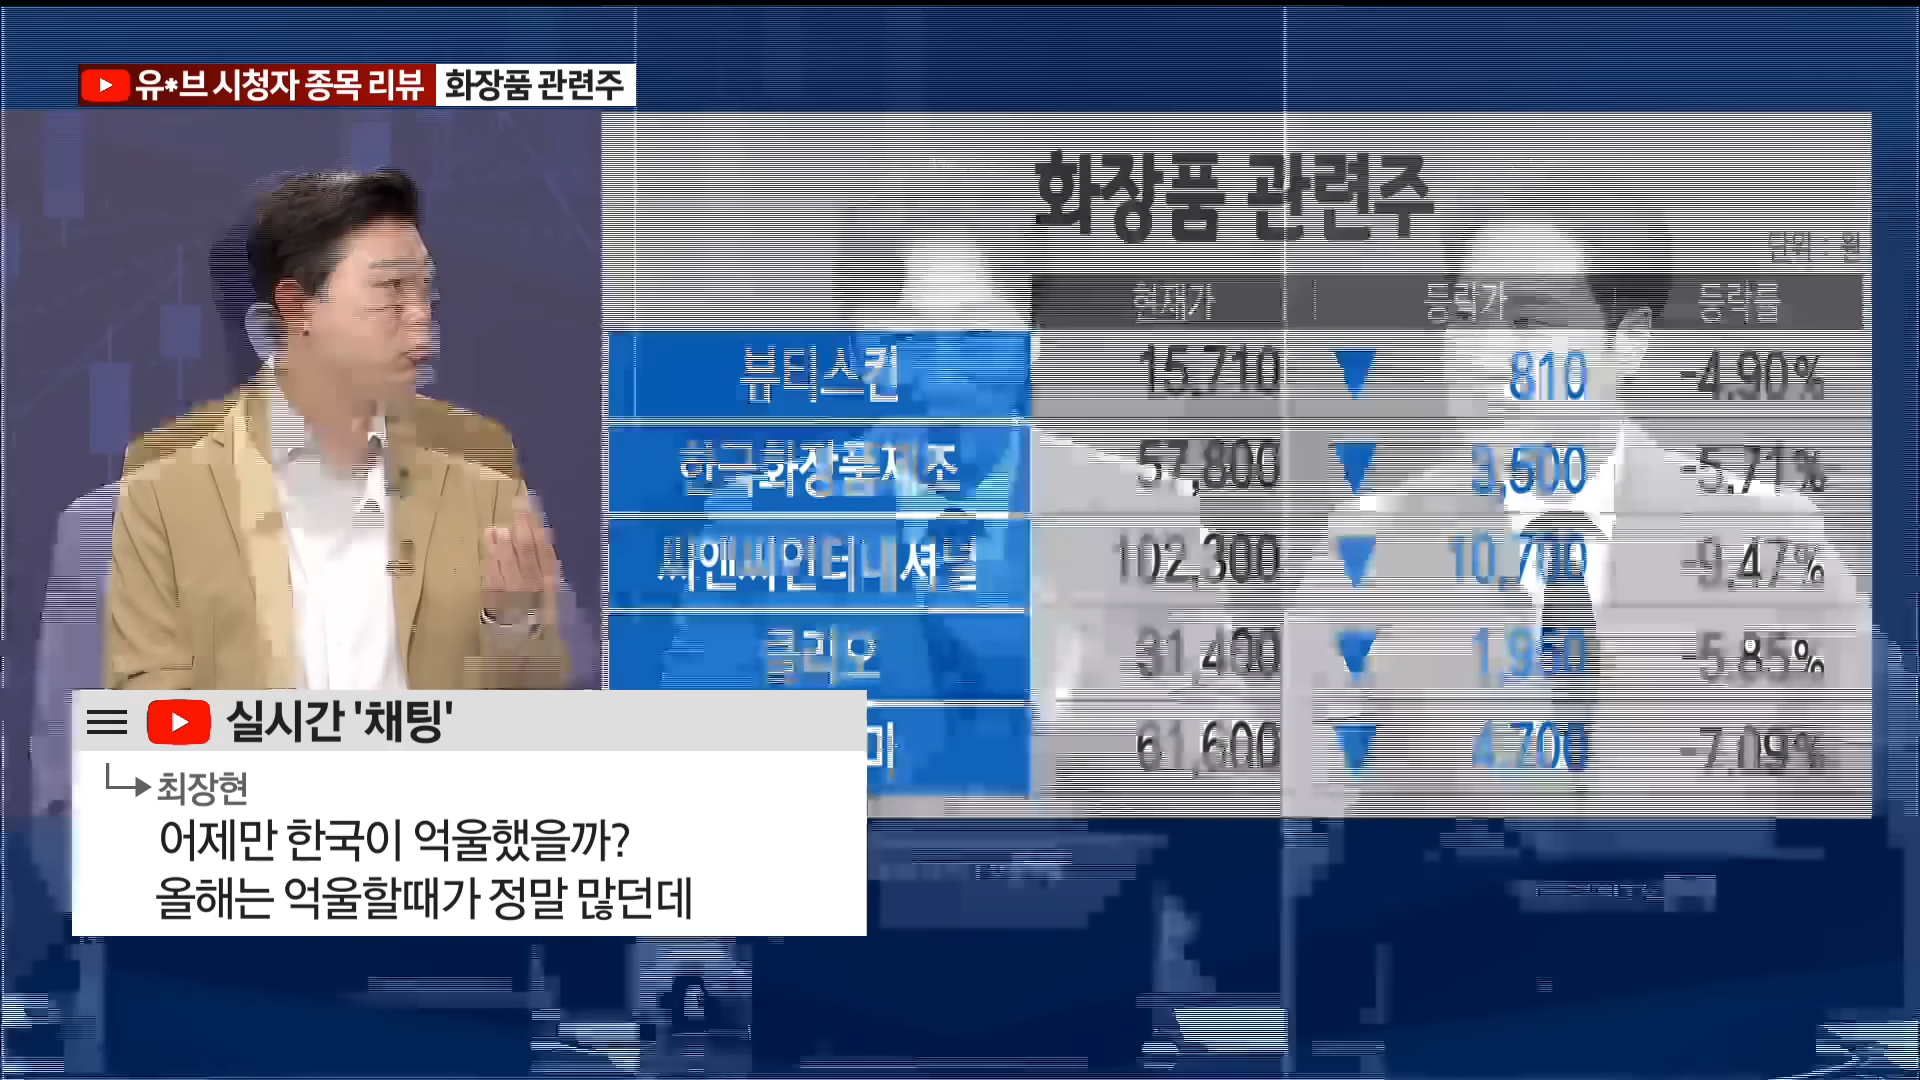 유*브 시청자 종목 리뷰 화장품 관련주
화장품 관련주
단위 : 원
현재가 등락가 등락률
뷰티스킨 15,710 ▼ 810 -4.90%
한국화장품제조 57,800 ▼ 3,500 -5.71%
씨앤씨인터내셔널 102,300 ▼ 10,700 -9.47%
클리오 31,400 ▼ 1,950 -5.85%
마 61,600 ▼ 4,700 -7.09%
실시간 '채팅'
최장현
어제만 한국이 억울했을까?
올해는 억울할때가 정말 많던데